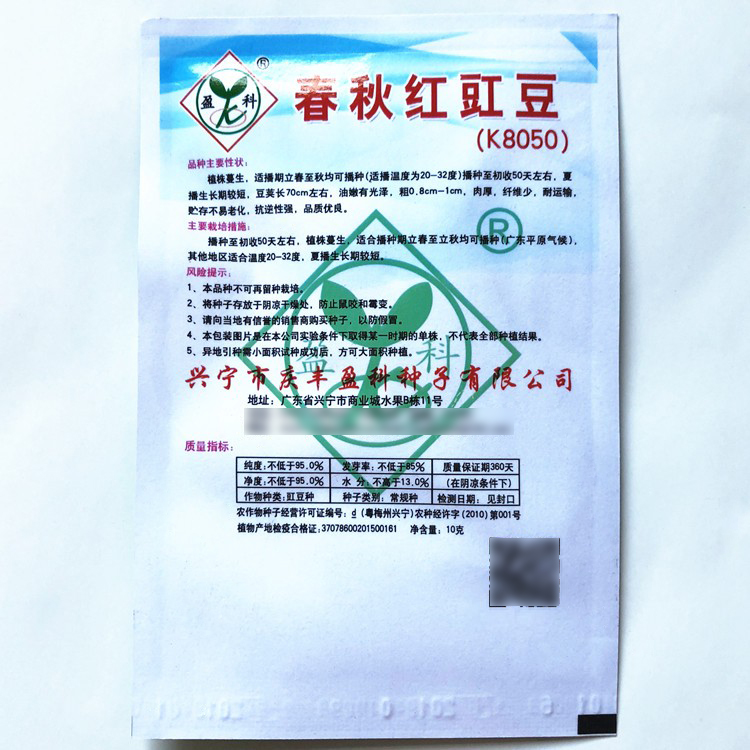 盈 科 ® 春秋红豇豆
(K8050)
品种主要性状：
植株蔓生，适播期立春至秋均可播种(适播温度为20-32度)播种至初收50天左右，夏
播生长期较短，豆荚长70cm左右，油嫩有光泽，粗0.8cm-1cm，肉厚，纤维少，耐运输，
贮存不易老化，抗逆性强，品质优良。
主要栽培措施：
播种至初收50天左右，植株蔓生，适合播种期立春至立秋均可播种(广东平原气候)，
其他地区适合温度20-32度，夏播生长期较短。
®
风险提示：
1、本品种不可再留种栽培。
2、将种子存放于阴凉干燥处，防止鼠咬和霉变。
3、请向当地有信誉的销售商购买种子，以防假冒。
4、本包装图片是在本公司实验条件下取得某一时期的单株，不代表全部种植结果。
5、异地引种需小面积试种成功后，方可大面积种植。
盈 科
兴宁市庆丰盈科种子有限公司
地址：广东省兴宁市商业城水果B栋11号
质量指标：
纯度：不低于95.0% 发芽率：不低于85% 质量保证期360天
净度：不低于95.0% 水 分：不高于13.0% (在阴凉条件下)
作物种类：豇豆种 种子类别：常规种 检测日期：见封口
农作物种子经营许可证编号：d（粤梅州兴宁）农种经许字(2010)第001号
植物产地检疫合格证：37078600201500161 净含量：10克